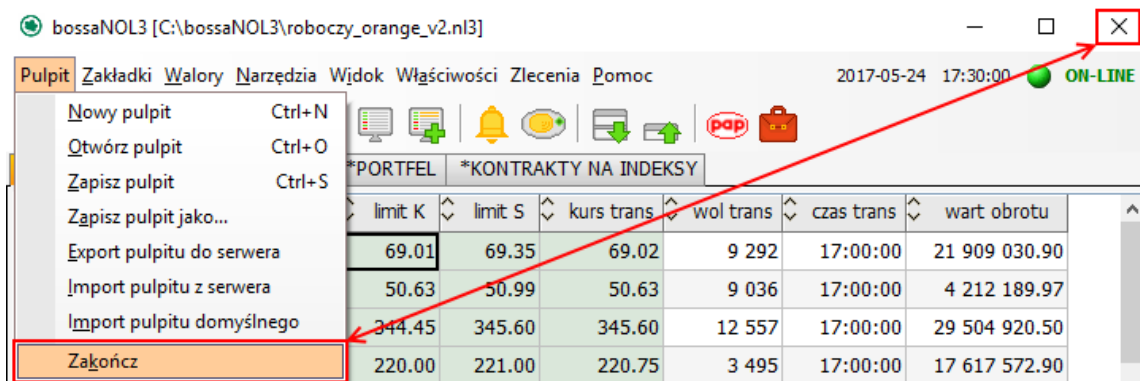 bossaNOL3 [C:\bossaNOL3\roboczy_orange_v2.nl3]
Pulpit Zakładki Walory Narzędzia Widok Właściwości Zlecenia Pomoc 2017-05-24 17:30:00 ON-LINE
Nowy pulpit Ctrl+N
Otwórz pulpit Ctrl+O
Zapisz pulpit Ctrl+S
Zapisz pulpit jako...
Export pulpitu do serwera
Import pulpitu z serwera
Import pulpitu domyślnego
Zakończ
pap
*PORTFEL *KONTRAKTY NA INDEKSY
limit K limit S kurs trans wol trans czas trans wart obrotu
69.01 69.35 69.02 9 292 17:00:00 21 909 030.90
50.63 50.99 50.63 9 036 17:00:00 4 212 189.97
344.45 345.60 345.60 12 557 17:00:00 29 504 920.50
220.00 221.00 220.75 3 495 17:00:00 17 617 572.90